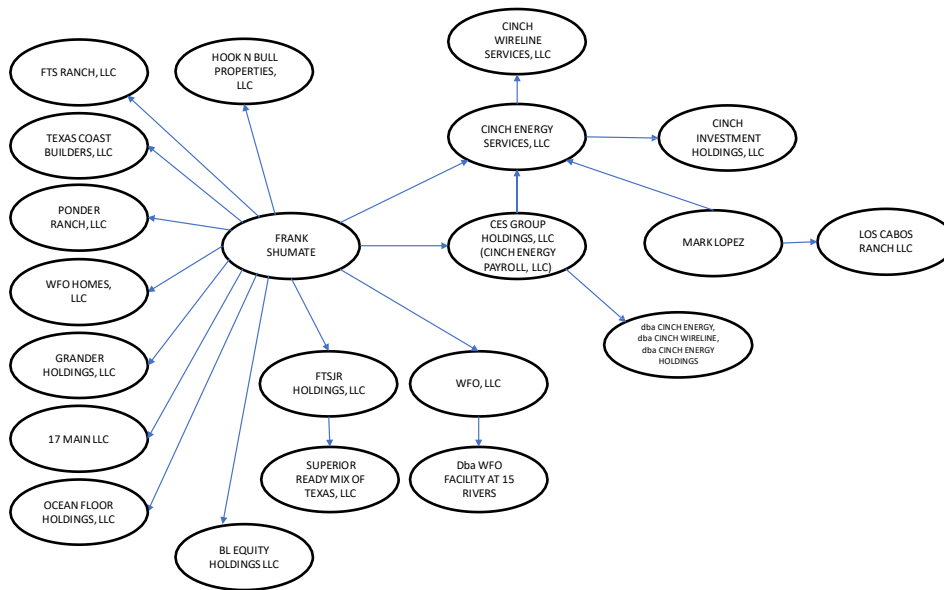 CINCH
WIRELINE
SERVICES, LLC
HOOK N BULL
PROPERTIES,
LLC
FTS RANCH, LLC
TEXAS COAST
BUILDERS, LLC
CINCH ENERGY
SERVICES, LLC
CINCH
INVESTMENT
HOLDINGS, LLC
PONDER
RANCH, LLC
FRANK
SHUMATE
CES GROUP
HOLDINGS, LLC
(CINCH ENERGY
PAYROLL, LLC)
MARK LOPEZ
LOS CABOS
RANCH LLC
WFO HOMES,
LLC
dba CINCH ENERGY,
dba CINCH WIRELINE,
dba CINCH ENERGY
HOLDINGS
GRANDER
HOLDINGS, LLC
FTSJR
HOLDINGS, LLC
WFO, LLC
17 MAIN LLC
SUPERIOR
READY MIX OF
TEXAS, LLC
Dba WFO
FACILITY AT 15
RIVERS
OCEAN FLOOR
HOLDINGS, LLC
BL EQUITY
HOLDINGS LLC